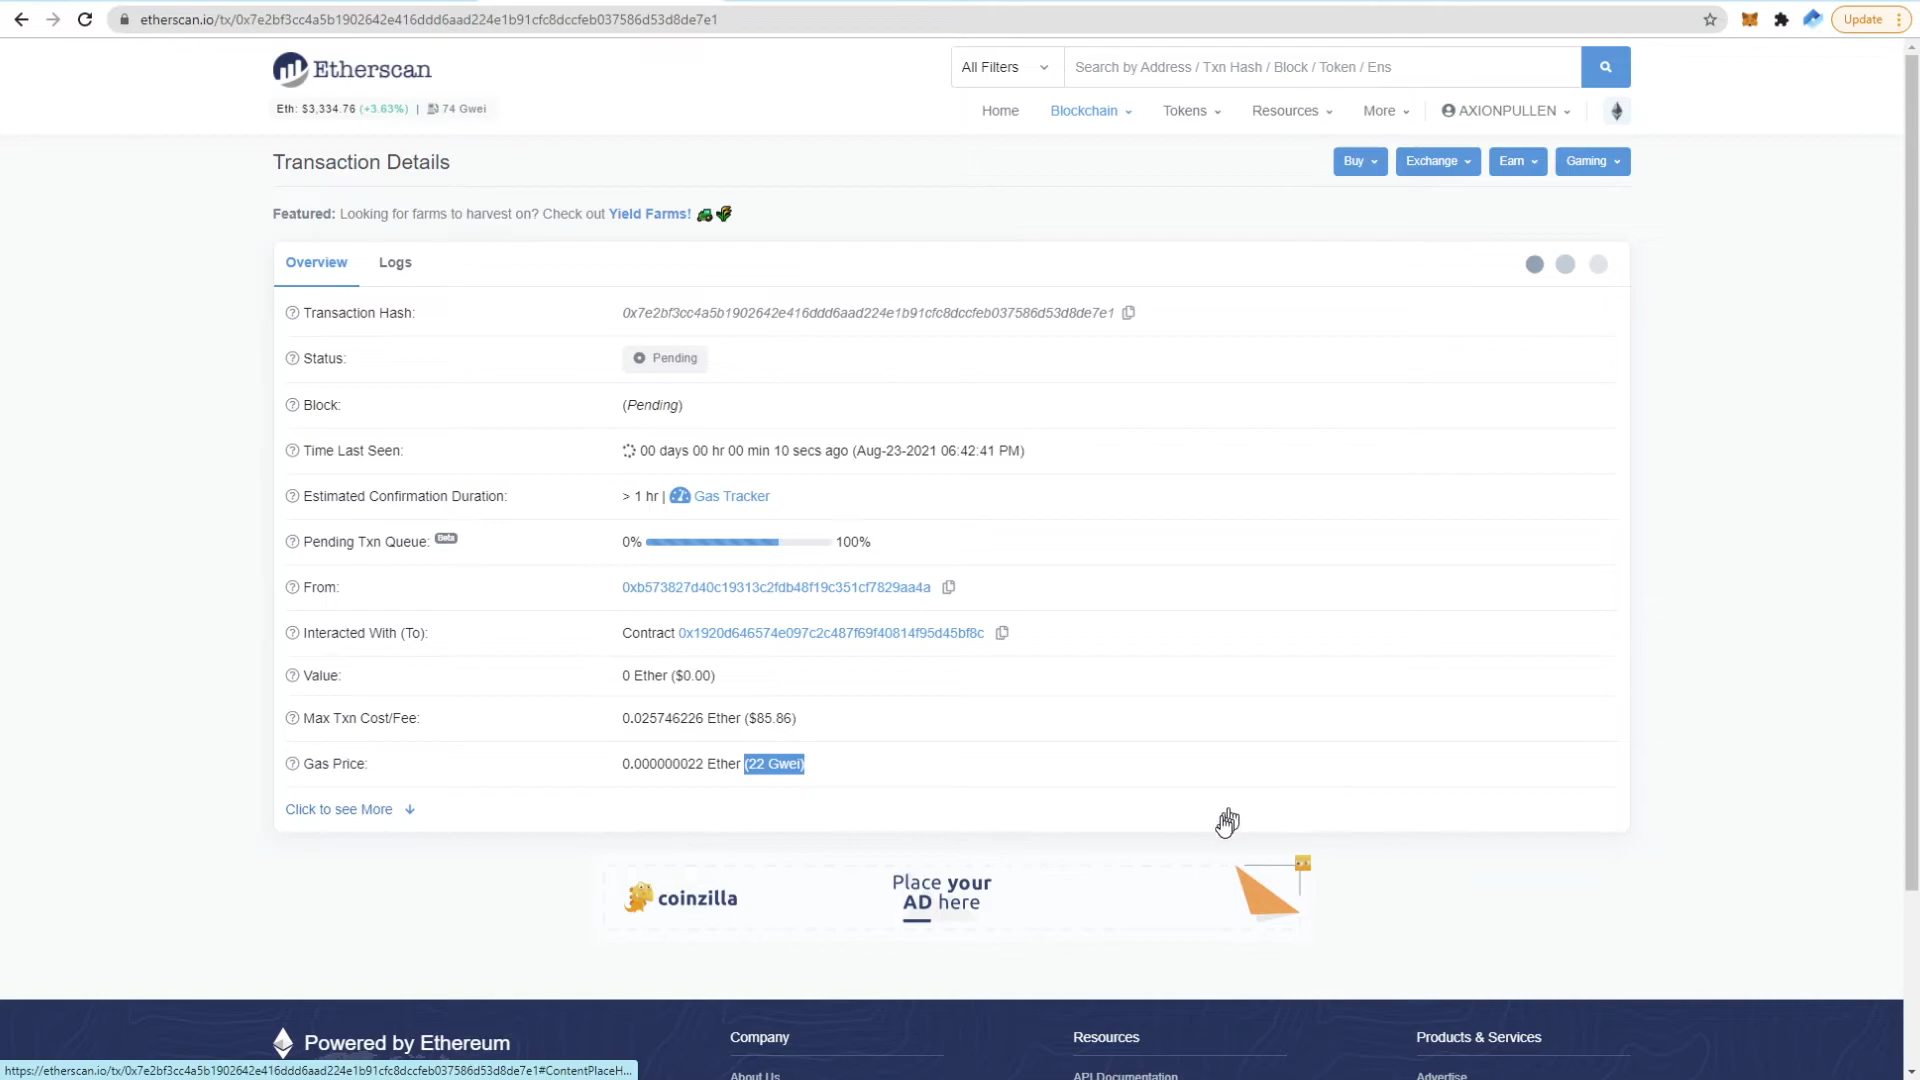 etherscan.io/tx/0x7e2bf3cc4a5b1902642e416ddd6aad224e1b91cfc8dccfeb037586d53d8de7e1
Update
Etherscan
All Filters
Search by Address / Txn Hash / Block / Token / Ens
Eth: $3,334.76 (+3.63%) | 74 Gwei
Home Blockchain Tokens Resources More AXIONPULLEN
Transaction Details
Buy Exchange Earn Gaming
Featured: Looking for farms to harvest on? Check out Yield Farms!
Overview Logs
Transaction Hash: 0x7e2bf3cc4a5b1902642e416ddd6aad224e1b91cfc8dccfeb037586d53d8de7e1
Status: Pending
Block: (Pending)
Time Last Seen: 00 days 00 hr 00 min 10 secs ago (Aug-23-2021 06:42:41 PM)
Estimated Confirmation Duration: > 1 hr | Gas Tracker
Pending Txn Queue: Beta 0% 100%
From: 0xb573827d40c19313c2fdb48f19c351cf7829aa4a
Interacted With (To): Contract 0x1920d646574e097c2c487f69f40814f95d45bf8c
Value: 0 Ether ($0.00)
Max Txn Cost/Fee: 0.025746226 Ether ($85.86)
Gas Price: 0.000000022 Ether (22 Gwei)
Click to see More
coinzilla
Place your
AD here
Powered by Ethereum
Company Resources Products & Services
About Us API Documentation Advertise
https://etherscan.io/tx/0x7e2bf3cc4a5b1902642e416ddd6aad224e1b91cfc8dccfeb037586d53d8de7e1#ContentPlaceH...